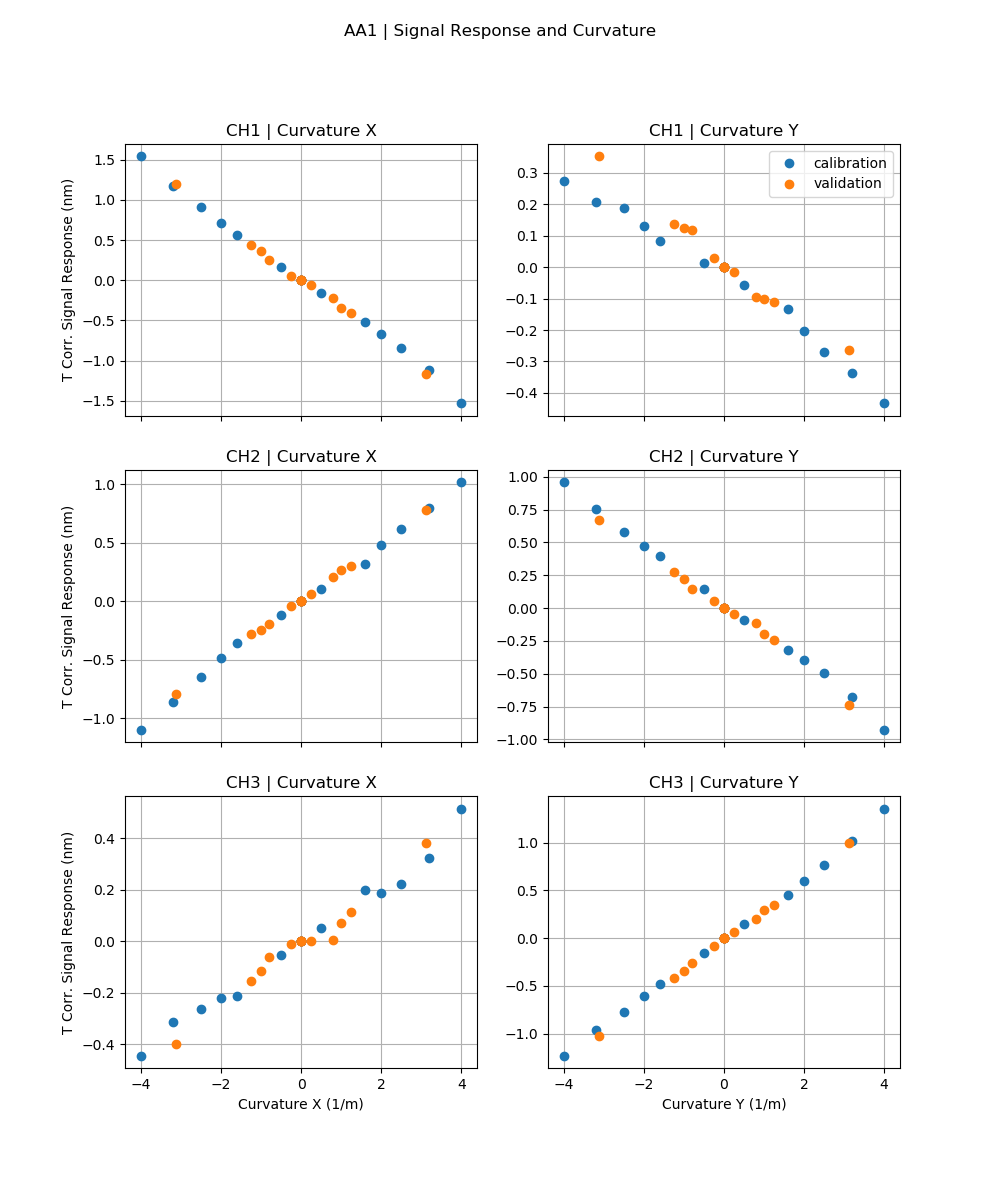 AA1 | Signal Response and Curvature
CH1 | Curvature X
CH1 | Curvature Y
T Corr. Signal Response (nm)
1.5
1.0
0.5
0.0
−0.5
−1.0
−1.5
0.3
0.2
0.1
0.0
−0.1
−0.2
−0.3
−0.4
calibration
validation
CH2 | Curvature X
CH2 | Curvature Y
T Corr. Signal Response (nm)
1.0
0.5
0.0
−0.5
−1.0
1.00
0.75
0.50
0.25
0.00
−0.25
−0.50
−0.75
−1.00
CH3 | Curvature X
CH3 | Curvature Y
T Corr. Signal Response (nm)
0.4
0.2
0.0
−0.2
−0.4
1.0
0.5
0.0
−0.5
−1.0
−4 −2 0 2 4
−4 −2 0 2 4
Curvature X (1/m)
Curvature Y (1/m)